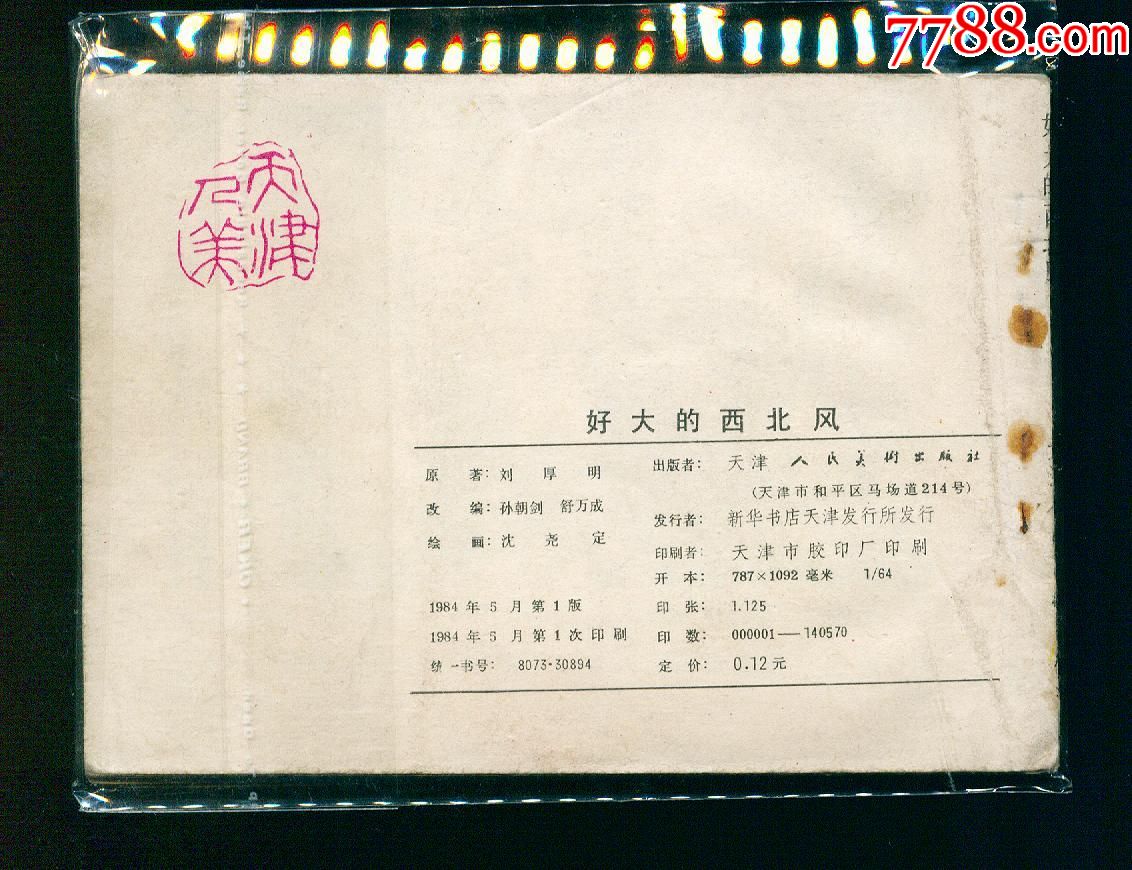 7788.com
天津
人美
好大的西北风
原 著：刘 厚 明
改 编：孙朝剑 舒万成
绘 画：沈 尧 定
1984 年 5 月 第 1 版
1984 年 5 月 第 1 次 印 刷
统一书号： 8073·30894
出版者： 天津 人民美術出版社
(天津市和平区马场道214号)
发行者： 新华书店天津发行所发行
印刷者： 天津市胶印厂印刷
开 本： 787×1092 毫米 1/64
印 张： 1.125
印 数： 000001—140570
定 价： 0.12 元